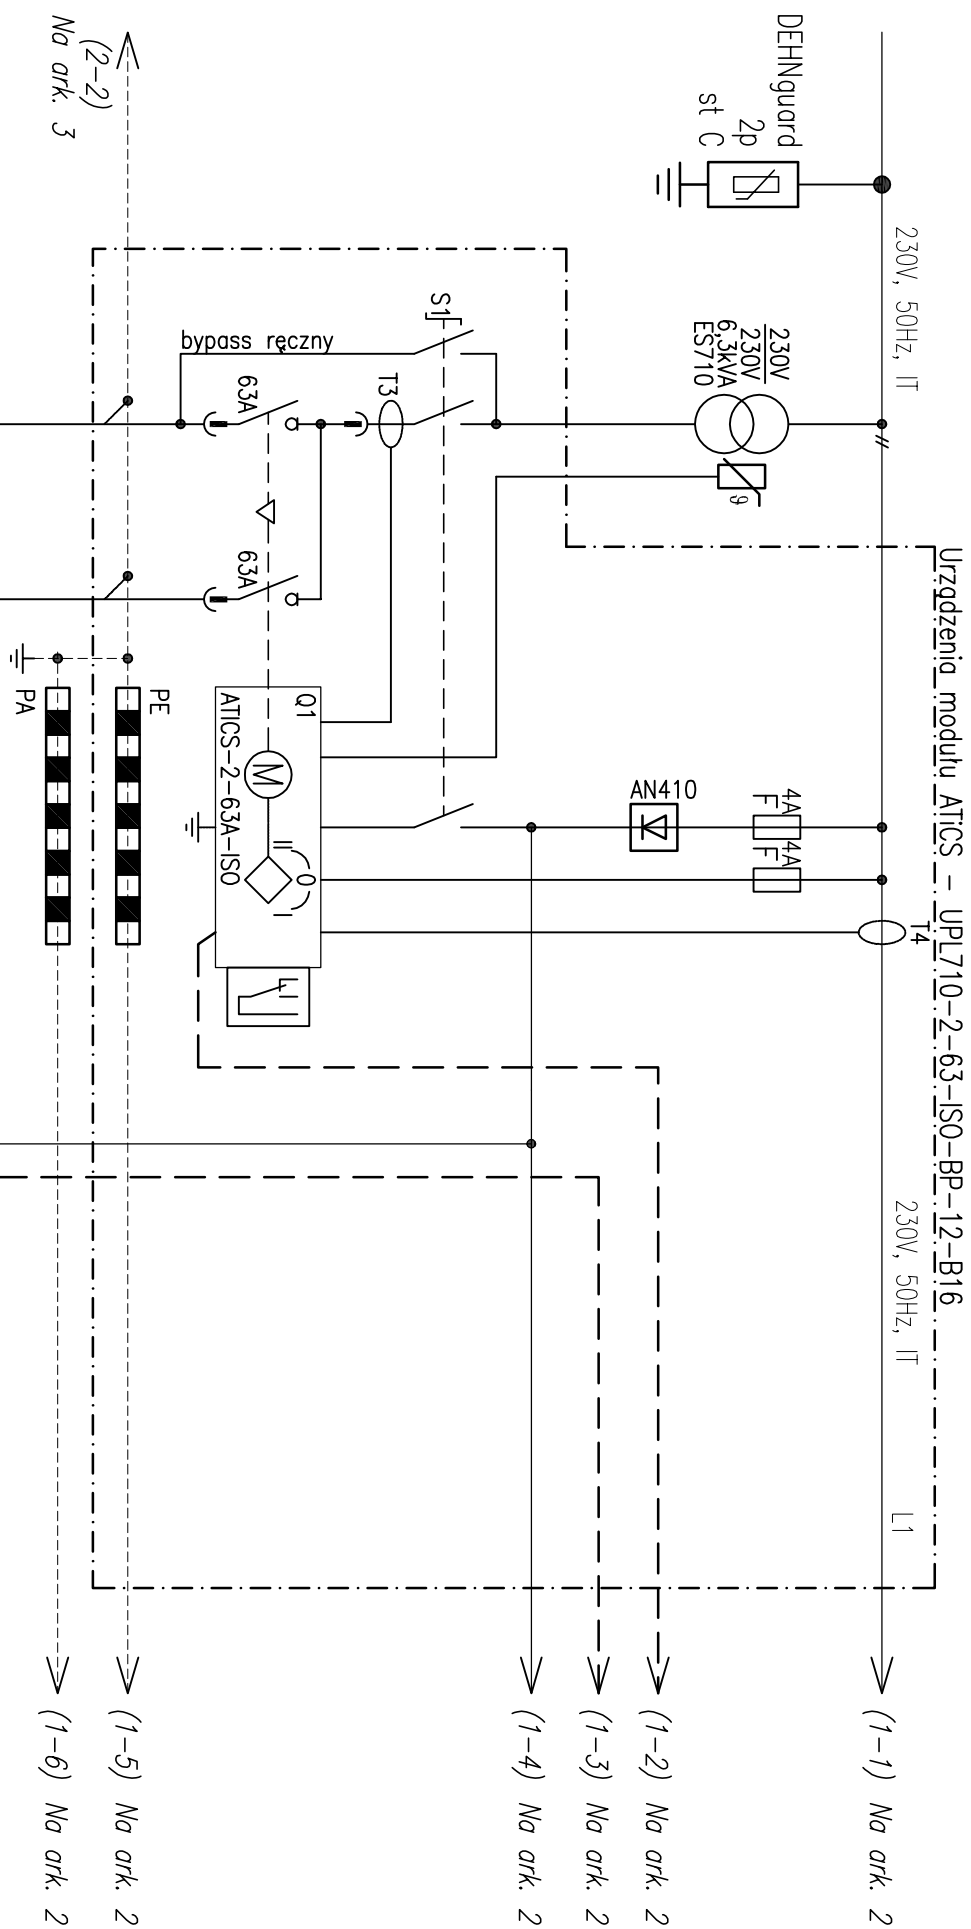 DEHNguard
2p
st C
230V, 50Hz, IT
(2-2)
Na ark. 3
230V
230V
6,3kVA
ES710
S1
bypass ręczny
T3
63A
63A
ϑ
Urządzenia modułu ATICS - UPL710-2-63-ISO-BP-12-B16
PE
PA
Q1
ATICS-2-63A-ISO
M
II
0
I
AN410
4A
F
4A
F
T4
230V, 50Hz, IT
L1
(1-1) Na ark. 2
(1-2) Na ark. 2
(1-3) Na ark. 2
(1-4) Na ark. 2
(1-5) Na ark. 2
(1-6) Na ark. 2